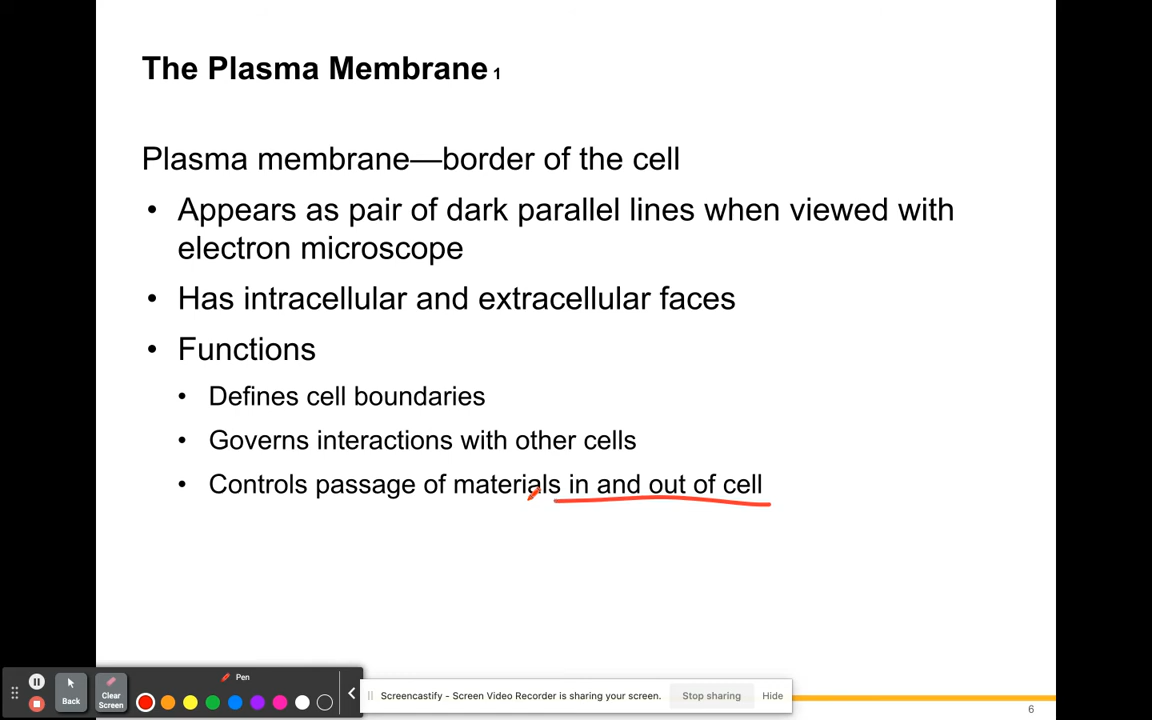 The Plasma Membrane 1
Plasma membrane—border of the cell
• Appears as pair of dark parallel lines when viewed with
electron microscope
• Has intracellular and extracellular faces
• Functions
• Defines cell boundaries
• Governs interactions with other cells
• Controls passage of materials in and out of cell
Pen
Back
Clear
Screen
Screencastify - Screen Video Recorder is sharing your screen.
Stop sharing
Hide
6